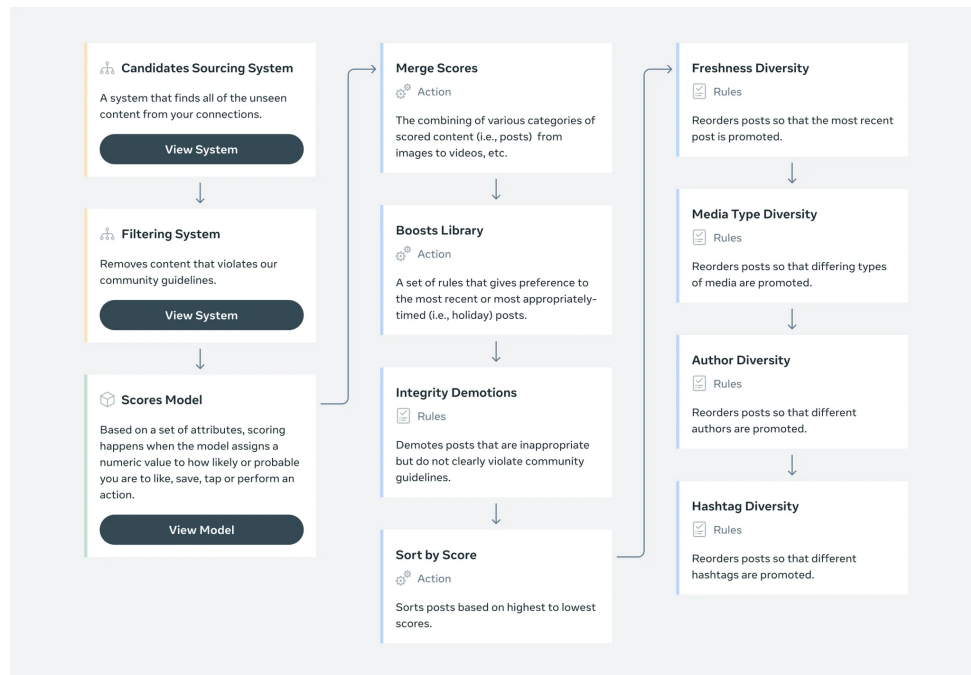 Candidates Sourcing System
A system that finds all of the unseen
content from your connections.
View System
Filtering System
Removes content that violates our
community guidelines.
View System
Scores Model
Based on a set of attributes, scoring
happens when the model assigns a
numeric value to how likely or probable
you are to like, save, tap or perform an
action.
View Model
Merge Scores
Action
The combining of various categories of
scored content (i.e., posts) from
images to videos, etc.
Boosts Library
Action
A set of rules that gives preference to
the most recent or most appropriately-
timed (i.e., holiday) posts.
Integrity Demotions
Rules
Demotes posts that are inappropriate
but do not clearly violate community
guidelines.
Sort by Score
Action
Sorts posts based on highest to lowest
scores.
Freshness Diversity
Rules
Reorders posts so that the most recent
post is promoted.
Media Type Diversity
Rules
Reorders posts so that differing types
of media are promoted.
Author Diversity
Rules
Reorders posts so that different
authors are promoted.
Hashtag Diversity
Rules
Reorders posts so that different
hashtags are promoted.